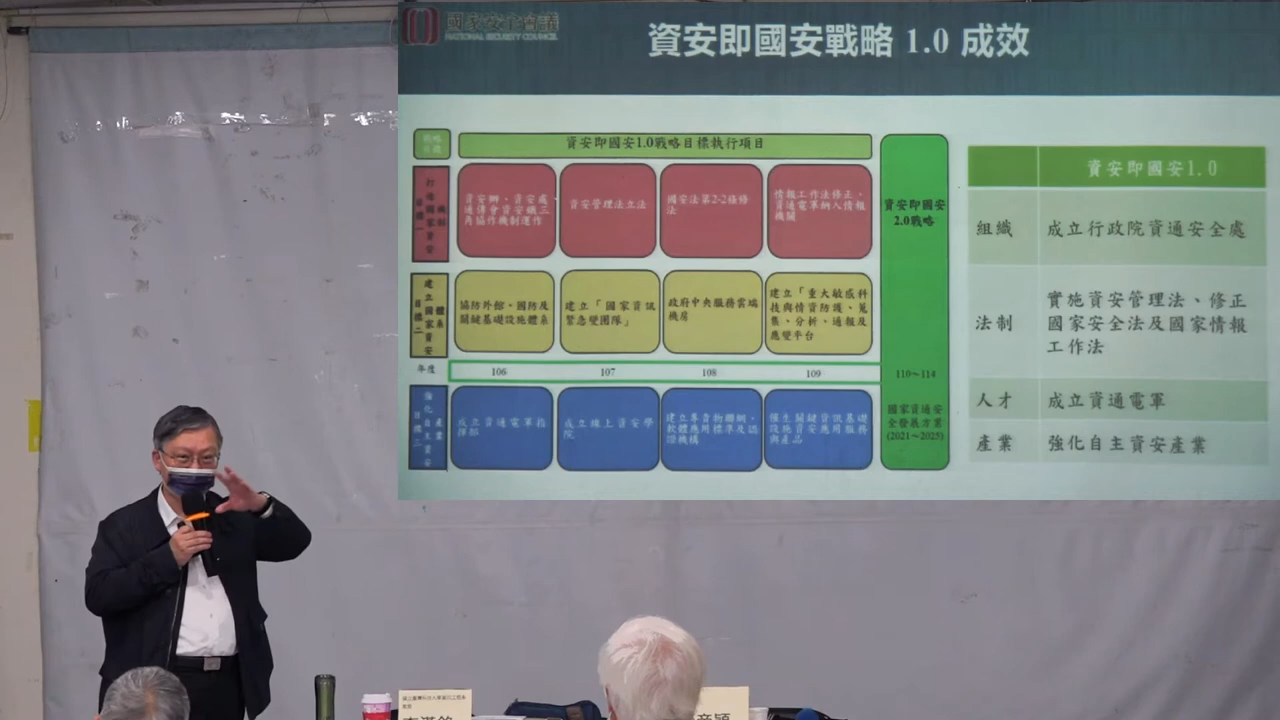 國家安全會議
NATIONAL SECURITY COUNCIL
資安即國安戰略 1.0 成效
資安即國安1.0戰略目標執行項目
資安辦、資安處
通傳會資安鐵三
角協作機制運作
資安管理法立法
國安法第2-2條修
法
情報工作法修正、
資通電軍納入情報
機關
協防外館、國防及
關鍵基礎設施體系
建立「國家資訊
緊急變團隊」
政府中央服務雲端
機房
建立「重大敏感科
技與情資防護、蒐
集、分析、通報及
應變平台
年度
106
107
108
109
成立資通電軍指
揮部
成立線上資安學
院
建立專責物聯網、
軟體應用標準及認
證機構
催生關鍵資訊基礎
設施資安應用服務
與產品
資安即國安
2.0戰略
110～114
國家資通安
全發展方案
(2021～2025)
資安即國安1.0
組織
成立行政院資通安全處
法制
實施資安管理法、修正
國家安全法及國家情報
工作法
人才
成立資通電軍
產業
強化自主資安產業